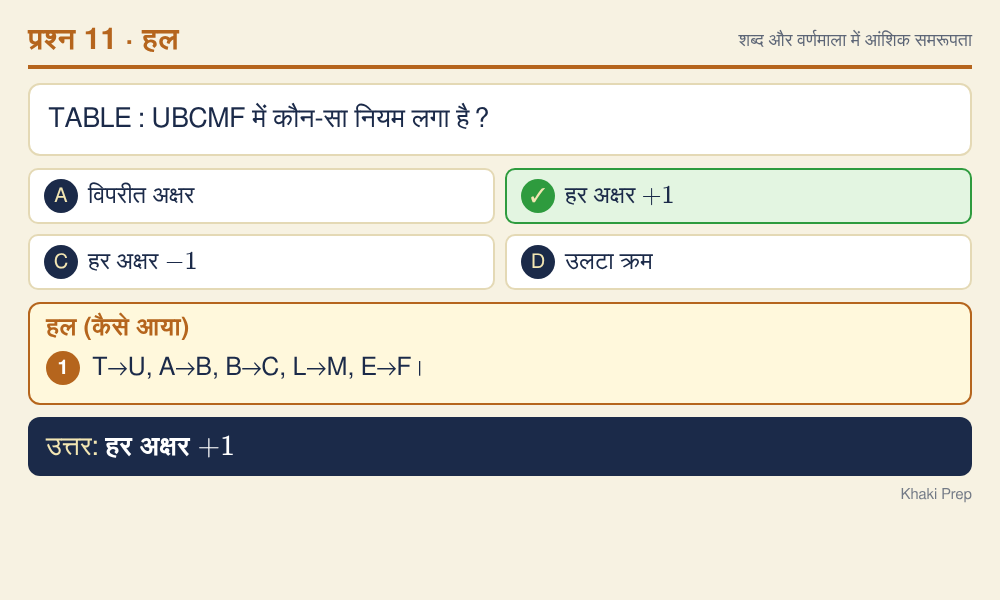 प्रश्न 11 · हल
शब्द और वर्णमाला में आंशिक समरूपता
TABLE : UBCMF में कौन-सा नियम लगा है ?
A विपरीत अक्षर
✓ हर अक्षर +1
C हर अक्षर −1
D उलटा क्रम
हल (कैसे आया)
1 T→U, A→B, B→C, L→M, E→F।
उत्तर: हर अक्षर +1
Khaki Prep